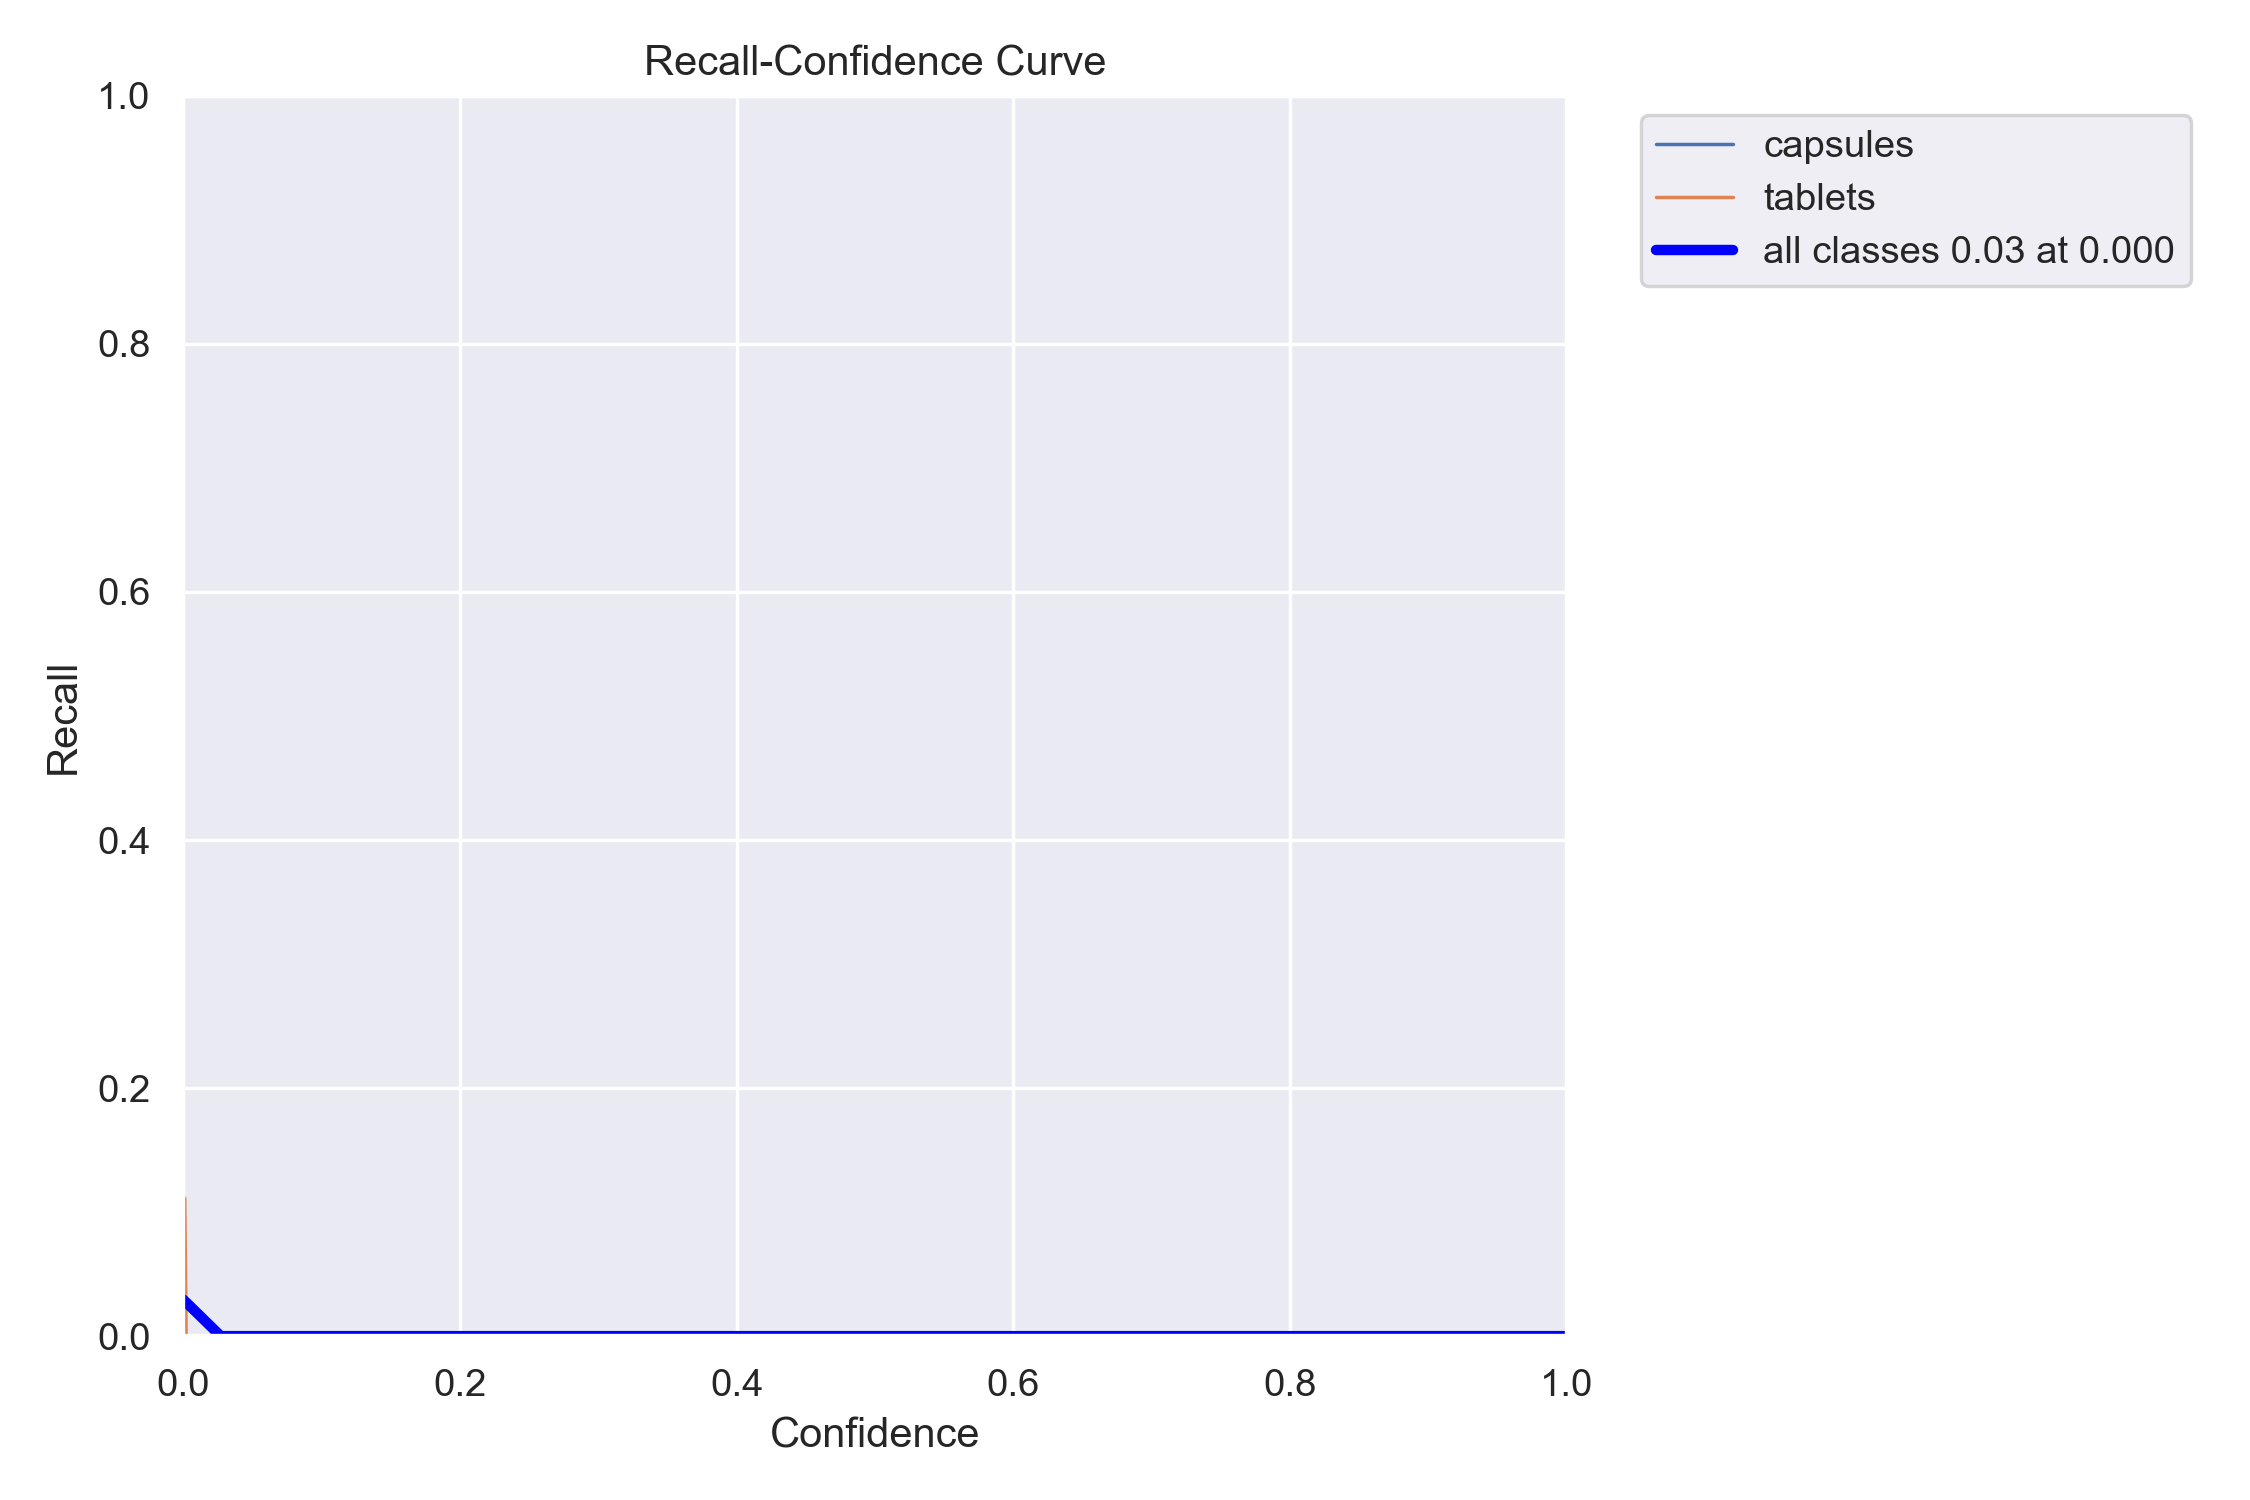 Recall-Confidence Curve
1.0
0.8
0.6
0.4
0.2
0.0
Recall
0.0 0.2 0.4 0.6 0.8 1.0
Confidence
capsules
tablets
all classes 0.03 at 0.000